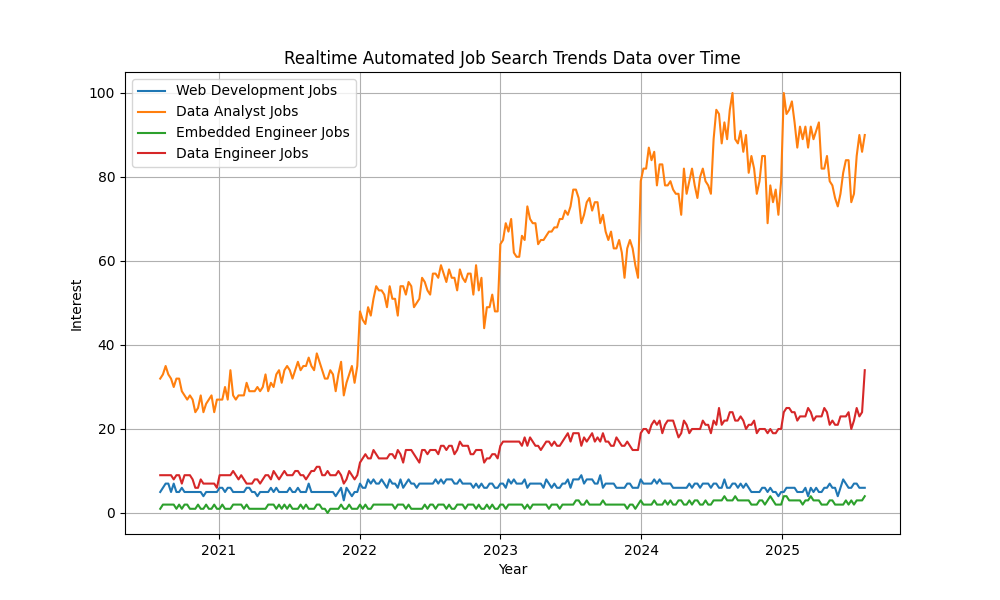 Realtime Automated Job Search Trends Data over Time
Web Development Jobs
Data Analyst Jobs
Embedded Engineer Jobs
Data Engineer Jobs
100
80
60
40
20
0
Interest
2021 2022 2023 2024 2025
Year